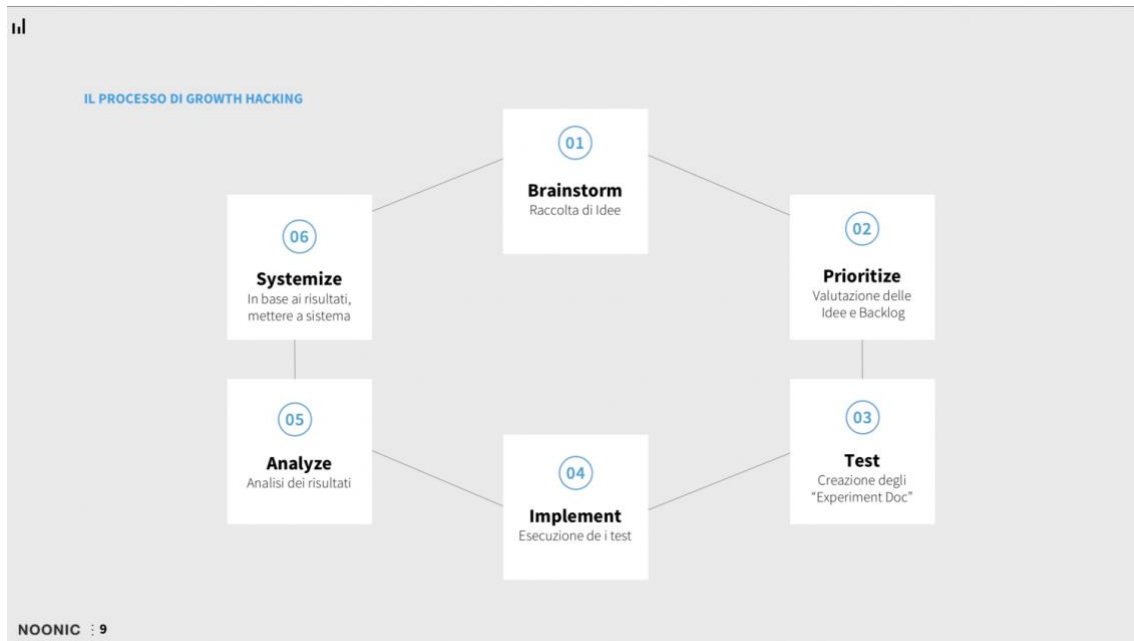 IL PROCESSO DI GROWTH HACKING
01
Brainstorm
Raccolta di Idee
02
Prioritize
Valutazione delle
Idee e Backlog
03
Test
Creazione degli
“Experiment Doc”
04
Implement
Esecuzione de i test
05
Analyze
Analisi dei risultati
06
Systemize
In base ai risultati,
mettere a sistema
NOONIC : 9